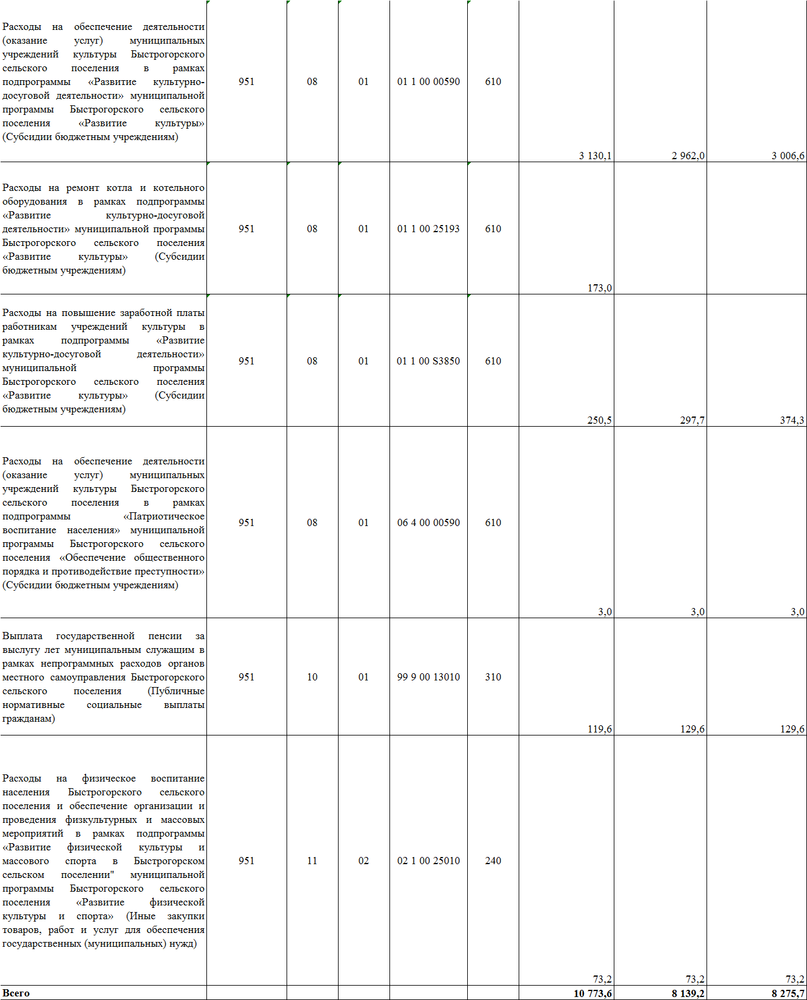 Расходы на обеспечение деятельности
(оказание услуг) муниципальных
учреждений культуры Быстрогорского
сельского поселения в рамках
подпрограммы «Развитие культурно-
досуговой деятельности» муниципальной
программы Быстрогорского сельского
поселения «Развитие культуры»
(Субсидии бюджетным учреждениям)
951 08 01 01 1 00 00590 610
3 130,1 2 962,0 3 006,6
Расходы на ремонт котла и котельного
оборудования в рамках подпрограммы
«Развитие культурно-досуговой
деятельности» муниципальной программы
Быстрогорского сельского поселения
«Развитие культуры» (Субсидии
бюджетным учреждениям)
951 08 01 01 1 00 25193 610
173,0
Расходы на повышение заработной платы
работникам учреждений культуры в
рамках подпрограммы «Развитие
культурно-досуговой деятельности»
муниципальной программы
Быстрогорского сельского поселения
«Развитие культуры» (Субсидии
бюджетным учреждениям)
951 08 01 01 1 00 S3850 610
250,5 297,7 374,3
Расходы на обеспечение деятельности
(оказание услуг) муниципальных
учреждений культуры Быстрогорского
сельского поселения в рамках
подпрограммы «Патриотическое
воспитание населения» муниципальной
программы Быстрогорского сельского
поселения «Обеспечение общественного
порядка и противодействие преступности»
(Субсидии бюджетным учреждениям)
951 08 01 06 4 00 00590 610
3,0 3,0 3,0
Выплата государственной пенсии за
выслугу лет муниципальным служащим в
рамках непрограммных расходов органов
местного самоуправления Быстрогорского
сельского поселения (Публичные
нормативные социальные выплаты
гражданам)
951 10 01 99 9 00 13010 310
119,6 129,6 129,6
Расходы на физическое воспитание
населения Быстрогорского сельского
поселения и обеспечение организации и
проведения физкультурных и массовых
мероприятий в рамках подпрограммы
«Развитие физической культуры и
массового спорта в Быстрогорском
сельском поселении" муниципальной
программы Быстрогорского сельского
поселения «Развитие физической
культуры и спорта» (Иные закупки
товаров, работ и услуг для обеспечения
государственных (муниципальных) нужд)
951 11 02 02 1 00 25010 240
73,2 73,2 73,2
Всего 10 773,6 8 139,2 8 275,7